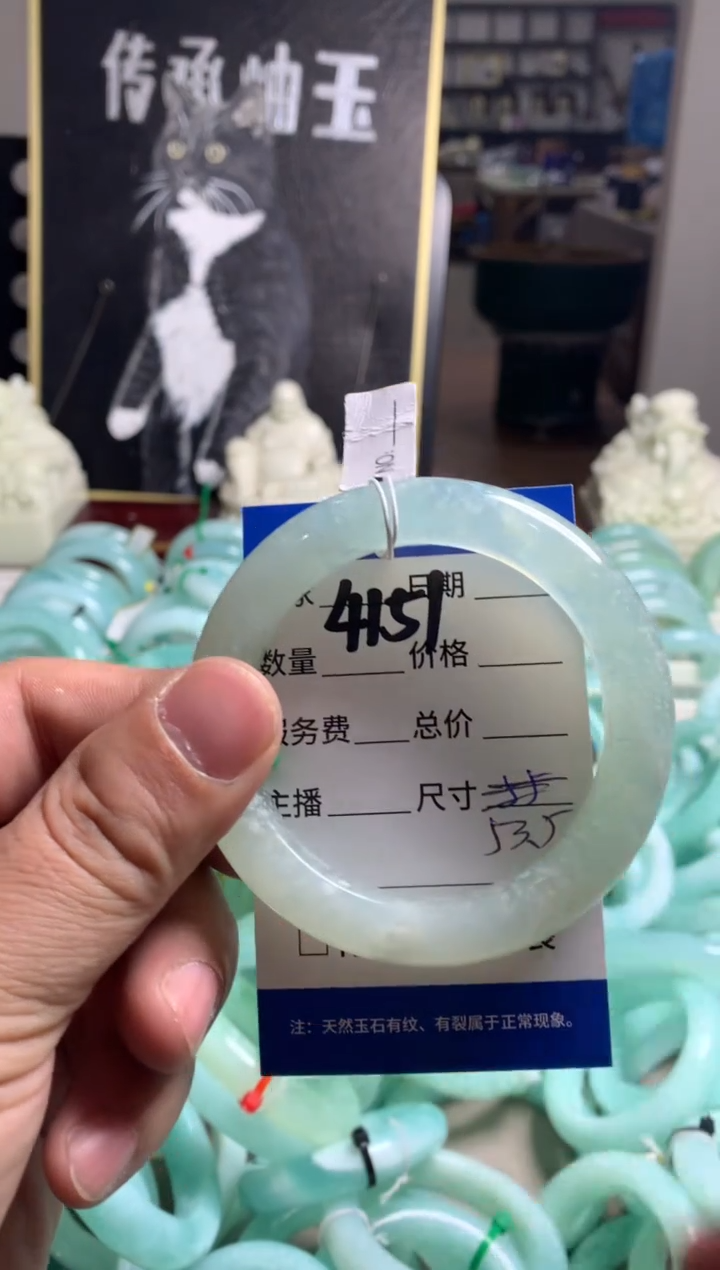 传承岫玉
4151
日期
数量 价格
服务费 总价
主播 尺寸
53.5
注：天然玉石有纹、有裂属于正常现象。